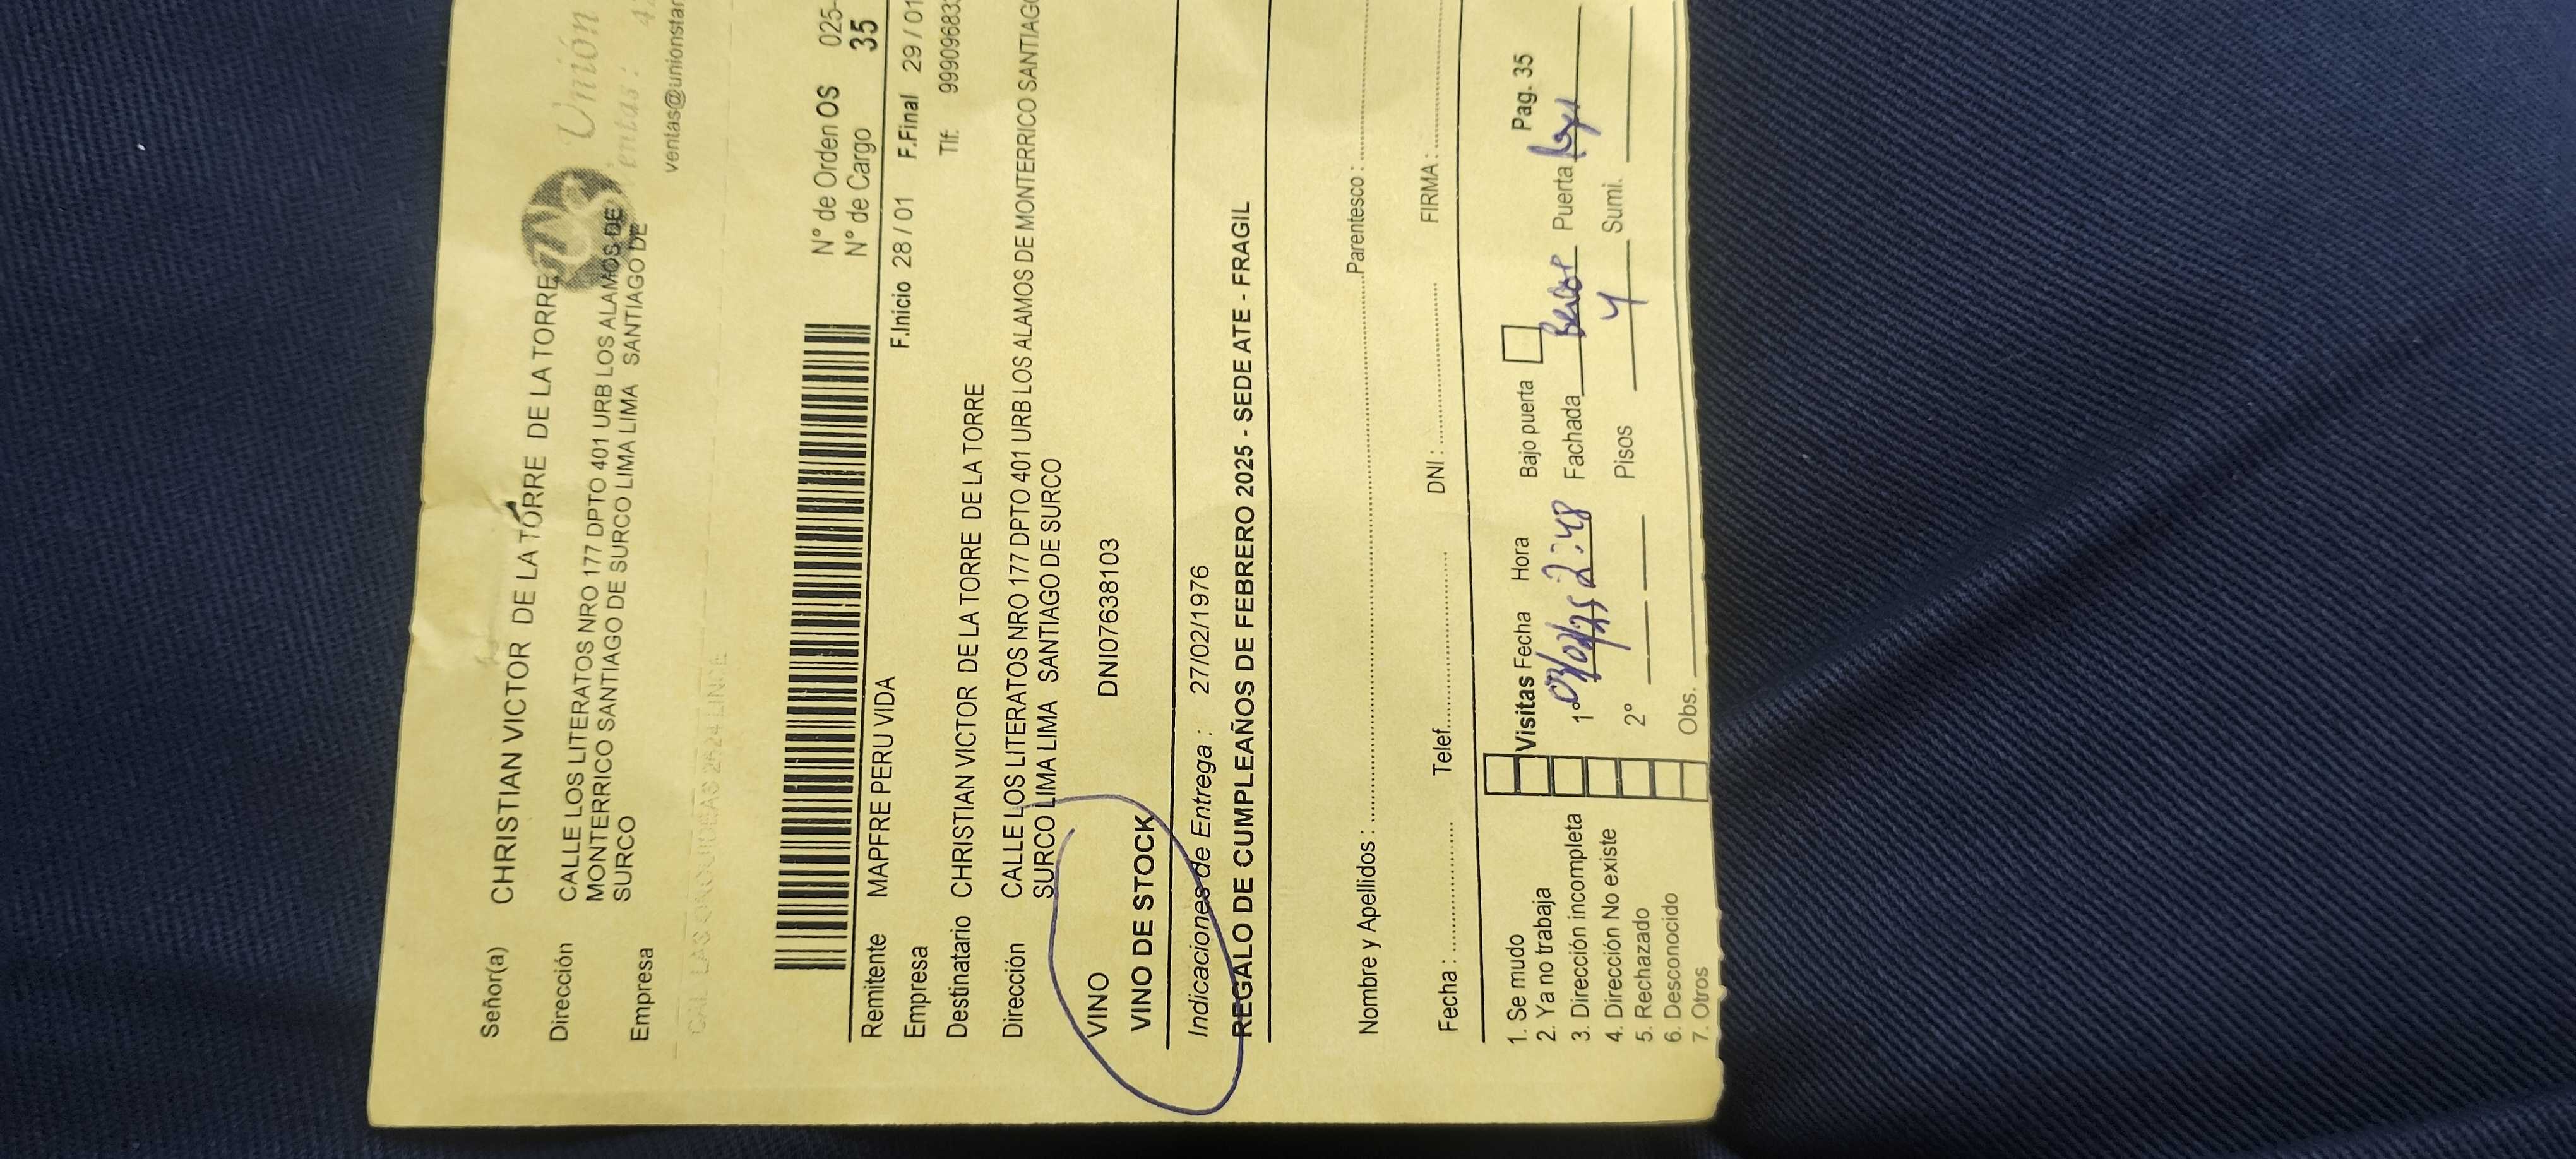 Señor(a) CHRISTIAN VICTOR DE LA TORRE DE LA TORRE
Unión
Dirección CALLE LOS LITERATOS NRO 177 DPTO 401 URB LOS ALAMOS DE
MONTERRICO SANTIAGO DE SURCO LIMA LIMA SANTIAGO DE
SURCO
Empresa
ventas@unionstar
N° de Orden OS 025-
N° de Cargo 35
Remitente MAPFRE PERU VIDA
F.Inicio 28 / 01 F.Final 29 / 01
Empresa
Destinatario CHRISTIAN VICTOR DE LA TORRE DE LA TORRE
Tlf: 999096833
Dirección CALLE LOS LITERATOS NRO 177 DPTO 401 URB LOS ALAMOS DE MONTERRICO SANTIAGO
SURCO LIMA LIMA SANTIAGO DE SURCO
VINO DNI07638103
VINO DE STOCK
Indicaciones de Entrega : 27/02/1976
REGALO DE CUMPLEAÑOS DE FEBRERO 2025 - SEDE ATE - FRAGIL
Nombre y Apellidos : Parentesco :
Fecha : Telef. DNI : FIRMA :
1. Se mudo
2. Ya no trabaja
3. Dirección incompleta
4. Dirección No existe
5. Rechazado
6. Desconocido
7. Otros
Visitas Fecha Hora Bajo puerta Pag. 35
1° 2:48 Fachada Puerta
2° Pisos 4 Sumi.
Obs.